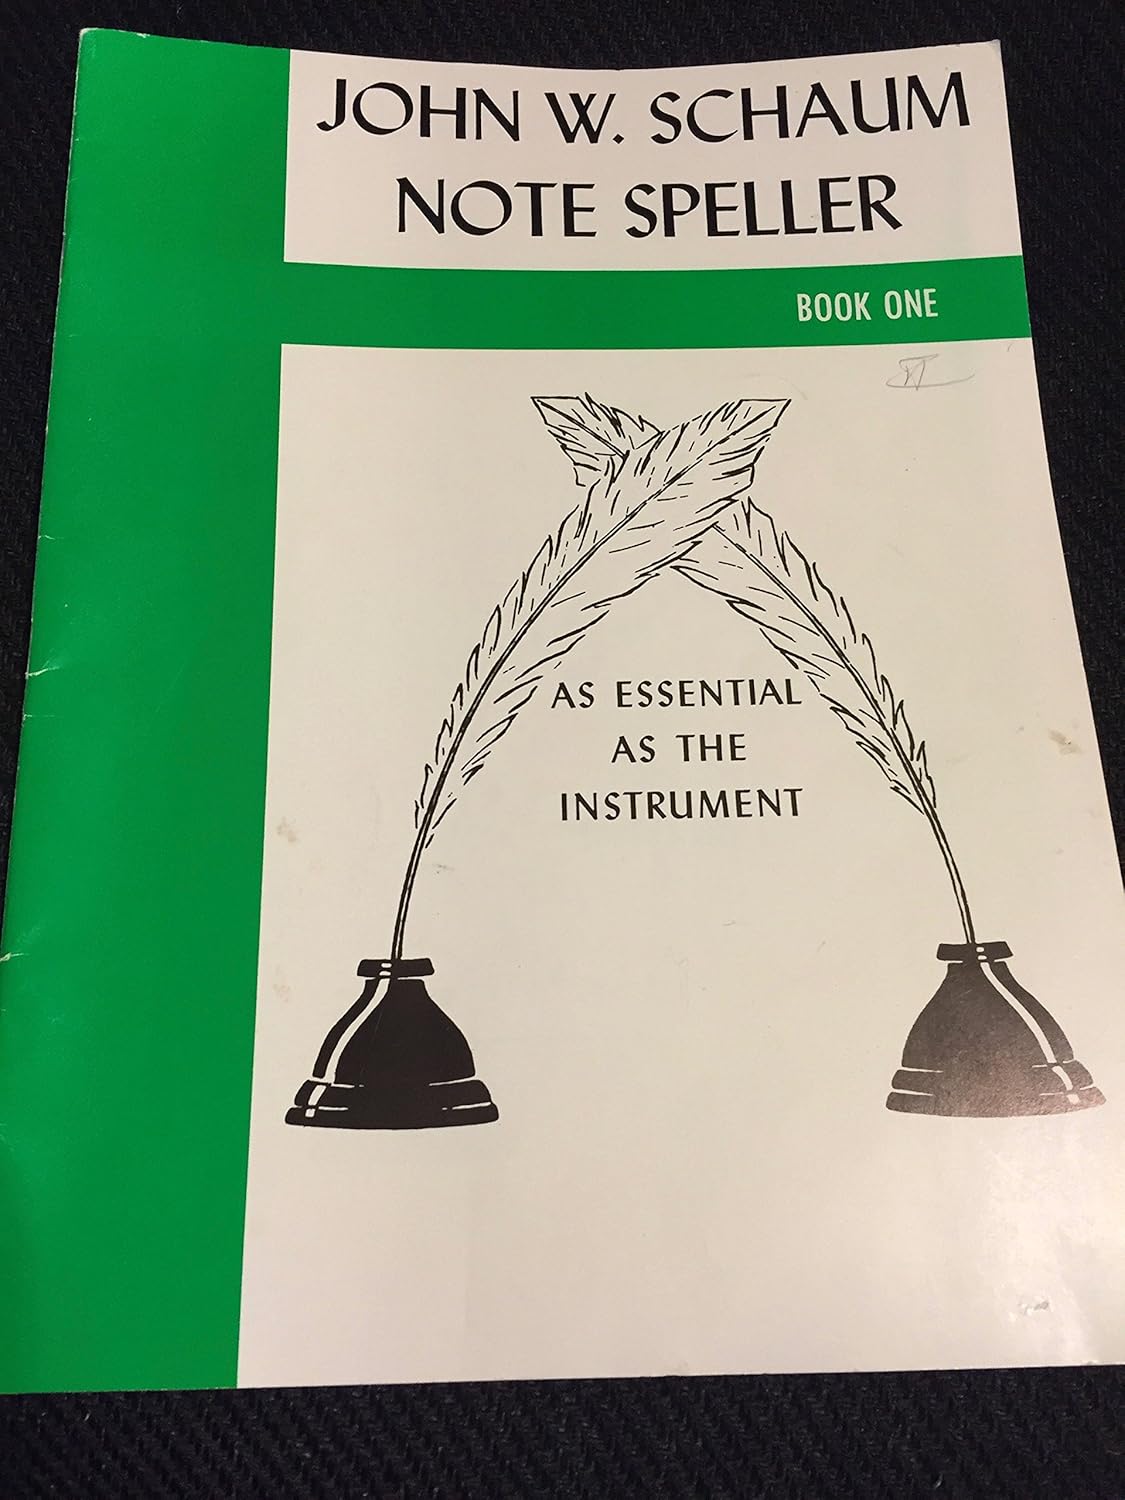 JOHN W. SCHAUM
NOTE SPELLER
BOOK ONE
AS ESSENTIAL
AS THE
INSTRUMENT